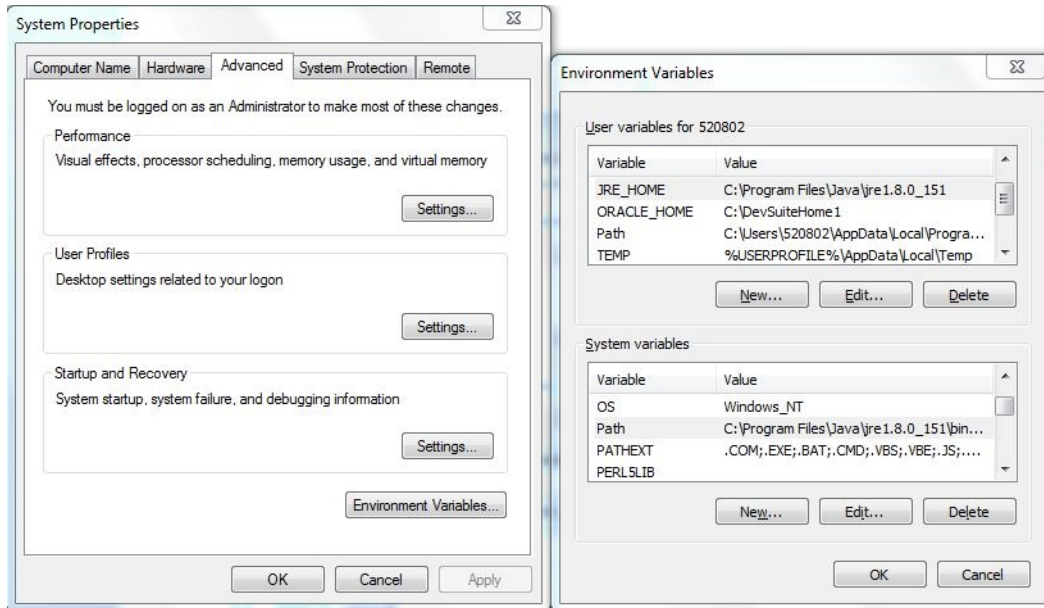 System Properties
Computer Name Hardware Advanced System Protection Remote
You must be logged on as an Administrator to make most of these changes.
Performance
Visual effects, processor scheduling, memory usage, and virtual memory
Settings...
User Profiles
Desktop settings related to your logon
Settings...
Startup and Recovery
System startup, system failure, and debugging information
Settings...
Environment Variables...
OK Cancel Apply
Environment Variables
User variables for 520802
Variable Value
JRE_HOME C:\Program Files\Java\jre1.8.0_151
ORACLE_HOME C:\DevSuiteHome1
Path C:\Users\520802\AppData\Local\Progra...
TEMP %USERPROFILE%\AppData\Local\Temp
New... Edit... Delete
System variables
Variable Value
OS Windows_NT
Path C:\Program Files\Java\jre1.8.0_151\bin...
PATHEXT .COM;.EXE;.BAT;.CMD;.VBS;.VBE;.JS;....
PERL5LIB
New... Edit... Delete
OK Cancel